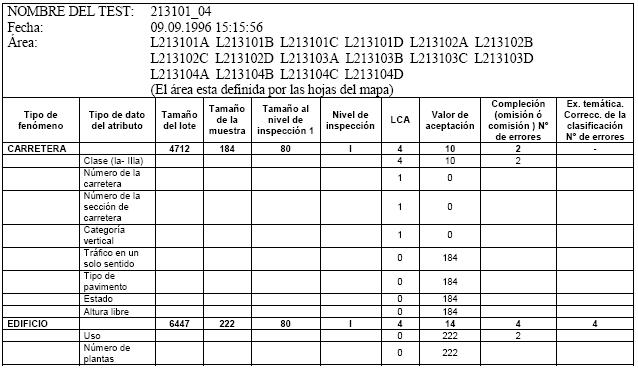 NOMBRE DEL TEST: 213101_04
Fecha: 09.09.1996 15:15:56
Área: L213101A L213101B L213101C L213101D L213102A L213102B
L213102C L213102D L213103A L213103B L213103C L213103D
L213104A L213104B L213104C L213104D
(El área esta definida por las hojas del mapa)
Tipo de fenómeno Tipo de dato del atributo Tamaño del lote Tamaño de la muestra Tamaño al nivel de inspección 1 Nivel de inspección LCA Valor de aceptación Compleción (omisión ó comisión ) Nº de errores Ex. temática. Correcc. de la clasificación Nº de errores
CARRETERA 4712 184 80 I 4 10 2 -
Clase (Ia- IIIa) 4 10 2
Número de la carretera 1 0
Número de la sección de carretera 1 0
Categoría vertical 1 0
Tráfico en un solo sentido 0 184
Tipo de pavimento 0 184
Estado 0 184
Altura libre 0 184
EDIFICIO 6447 222 80 I 4 14 4 4
Uso 0 222 2
Número de plantas 0 222